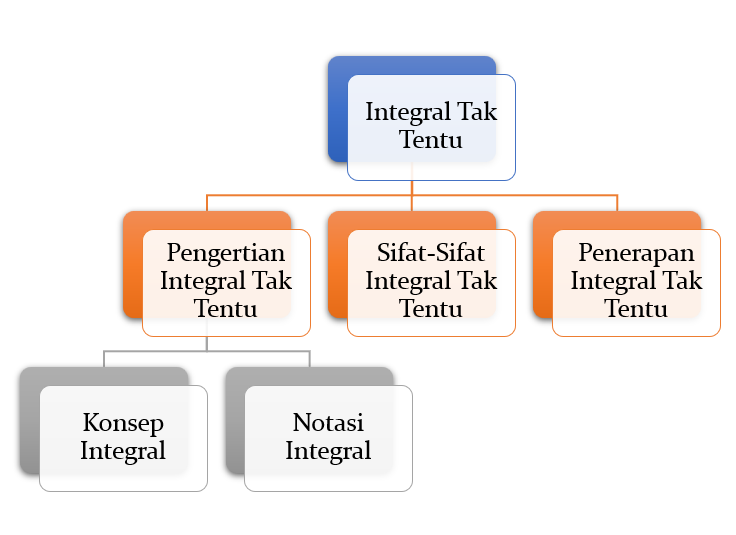 Integral Tak
Tentu
Pengertian
Integral Tak
Tentu
Sifat-Sifat
Integral Tak
Tentu
Penerapan
Integral Tak
Tentu
Konsep
Integral
Notasi
Integral